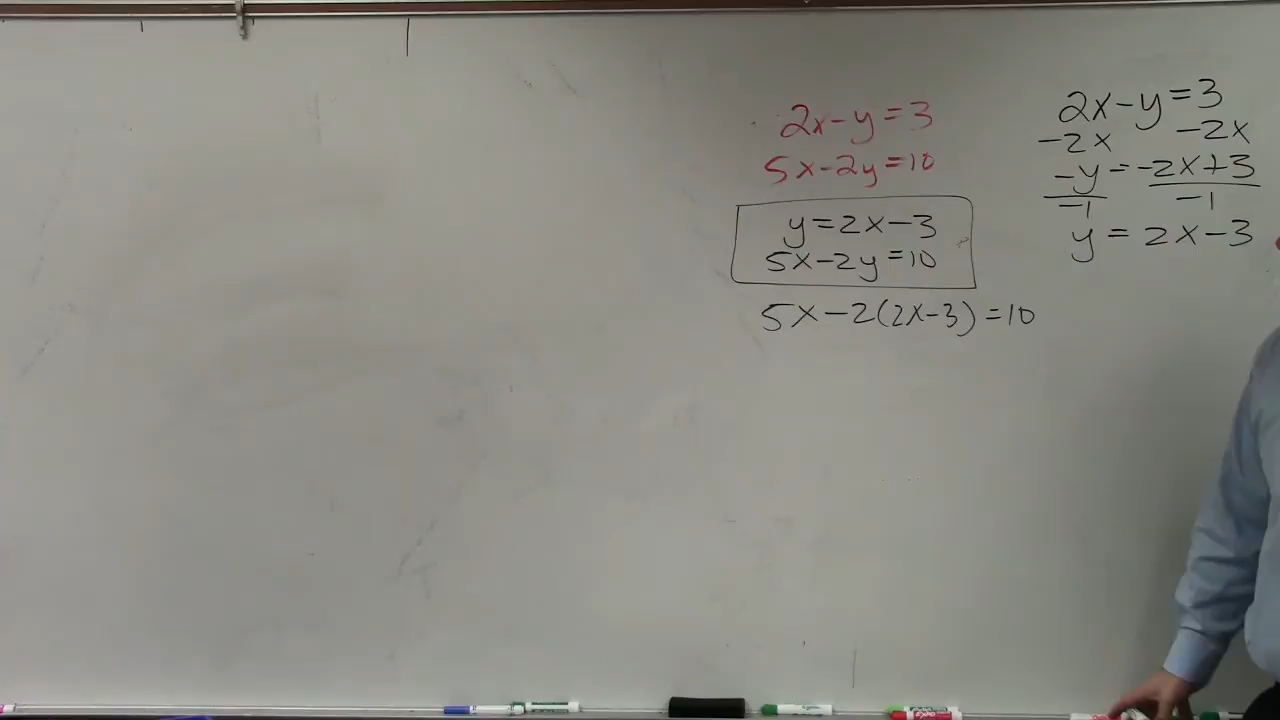 2x-y=3
5x-2y=10
y=2x-3
5x-2y=10
5x-2(2x-3)=10
2x-y=3
-2x -2x
-y=-2x+3
-1 -1
y=2x-3